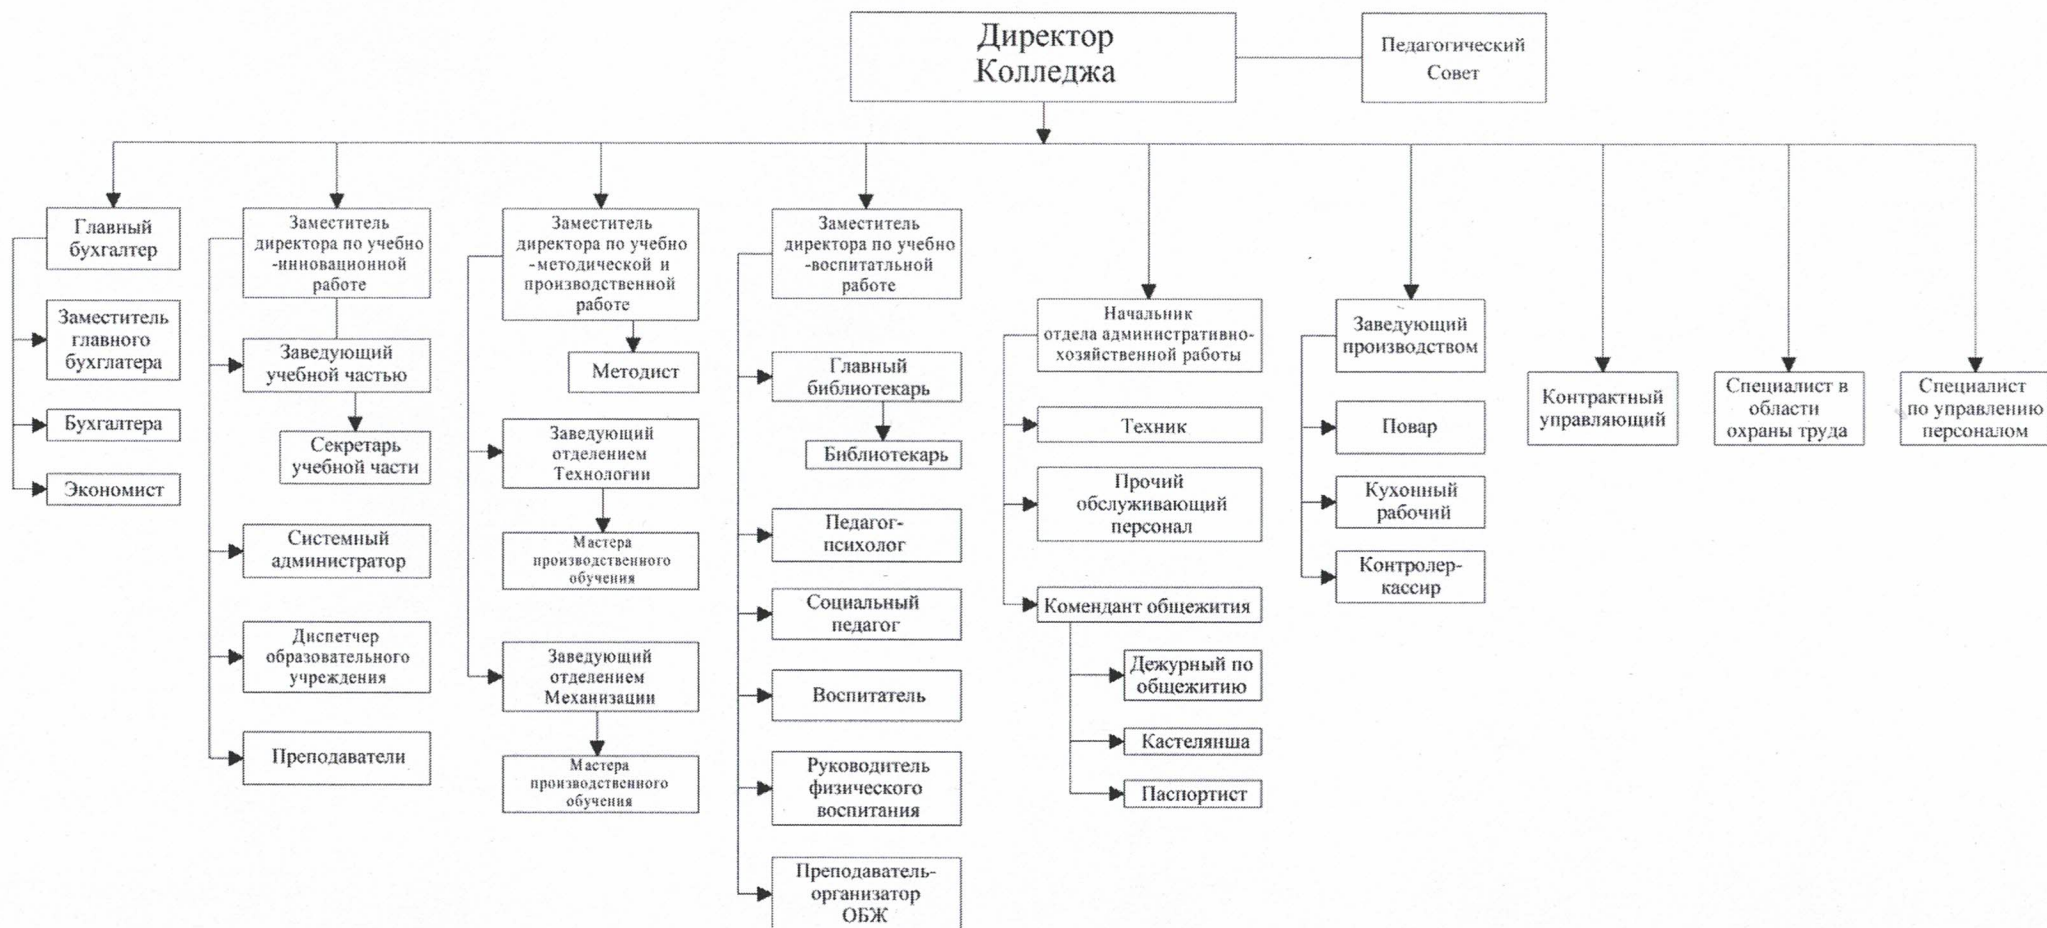 Директор
Колледжа
Педагогический
Совет
Главный
бухгалтер
Заместитель
главного
бухглатера
Бухгалтера
Экономист
Заместитель
директора по учебно
-инновационной
работе
Заведующий
учебной частью
Секретарь
учебной части
Системный
администратор
Диспетчер
образовательного
учреждения
Преподаватели
Заместитель
директора по учебно
-методической и
производственной
работе
Методист
Заведующий
отделением
Технологии
Мастера
производственного
обучения
Заведующий
отделением
Механизации
Мастера
производственного
обучения
Заместитель
директора по учебно
-воспитатльной
работе
Главный
библиотекарь
Библиотекарь
Педагог-
психолог
Социальный
педагог
Воспитатель
Руководитель
физического
воспитания
Преподаватель-
организатор
ОБЖ
Начальник
отдела административно-
хозяйственной работы
Техник
Прочий
обслуживающий
персонал
Комендант общежития
Дежурный по
общежитию
Кастелянша
Паспортист
Заведующий
производством
Повар
Кухонный
рабочий
Контролер-
кассир
Контрактный
управляющий
Специалист в
области
охраны труда
Специалист
по управлению
персоналом